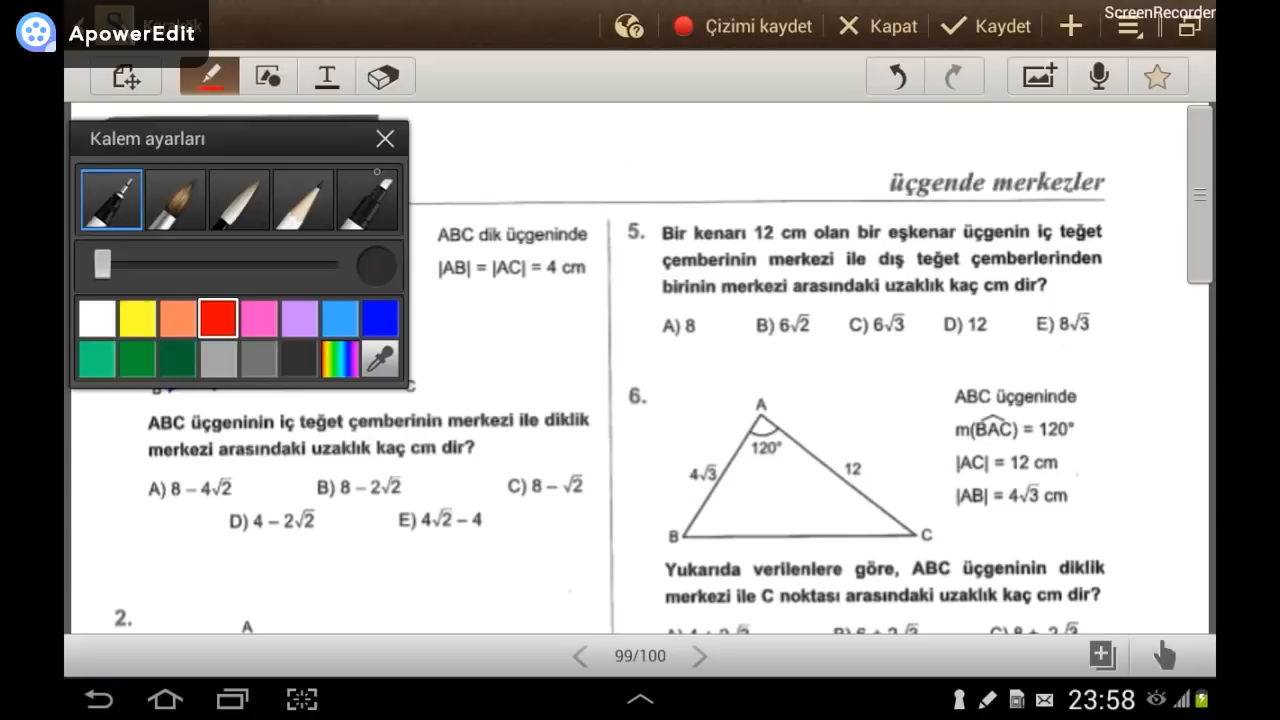 ApowerEdit
Çizimi kaydet
Kapat
Kaydet
ScreenRecorder
T
Kalem ayarları
üçgende merkezler
ABC dik üçgeninde
|AB| = |AC| = 4 cm
ABC üçgeninin iç teğet çemberinin merkezi ile diklik
merkezi arasındaki uzaklık kaç cm dir?
A) 8 – 4√2 B) 8 – 2√2 C) 8 – √2
D) 4 – 2√2 E) 4√2 – 4
2.
A
5. Bir kenarı 12 cm olan bir eşkenar üçgenin iç teğet
çemberinin merkezi ile dış teğet çemberlerinden
birinin merkezi arasındaki uzaklık kaç cm dir?
A) 8 B) 6√2 C) 6√3 D) 12 E) 8√3
6.
A
120°
4√3
12
B
C
ABC üçgeninde
m(BAC) = 120°
|AC| = 12 cm
|AB| = 4√3 cm
Yukarıda verilenlere göre, ABC üçgeninin diklik
merkezi ile C noktası arasındaki uzaklık kaç cm dir?
99/100
23:58